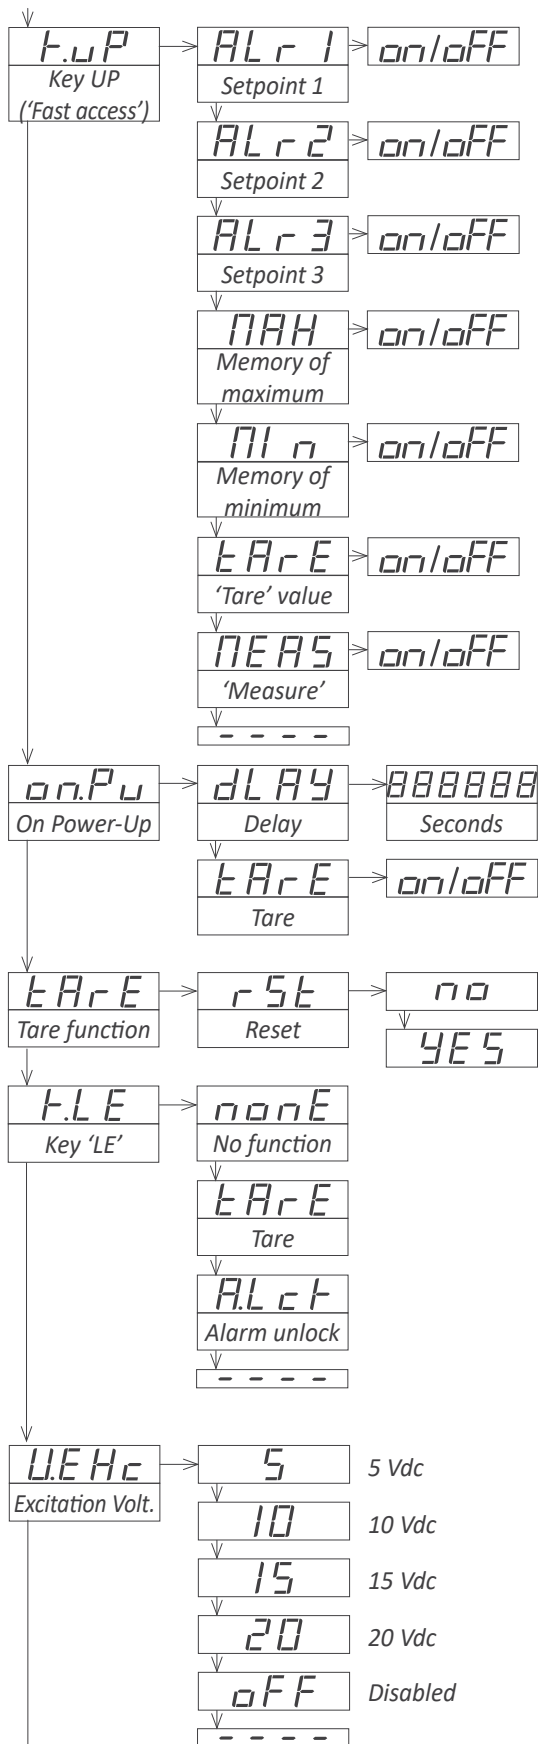 k.uP
ALr1
on/oFF
Key UP
(‘Fast access’)
Setpoint 1
ALr2
on/oFF
Setpoint 2
ALr3
on/oFF
Setpoint 3
MAH
on/oFF
Memory of
maximum
MIn
on/oFF
Memory of
minimum
tArE
on/oFF
‘Tare’ value
MEAS
on/oFF
‘Measure’
- - - -
on.Pu
dLAY
888888
On Power-Up
Delay
Seconds
tArE
on/oFF
Tare
tArE
rSt
no
Tare function
Reset
YES
k.LE
nonE
Key ‘LE’
No function
tArE
Tare
A.Lck
Alarm unlock
- - - -
U.EHc
5
5 Vdc
Excitation Volt.
10
10 Vdc
15
15 Vdc
20
20 Vdc
oFF
Disabled
- - - -